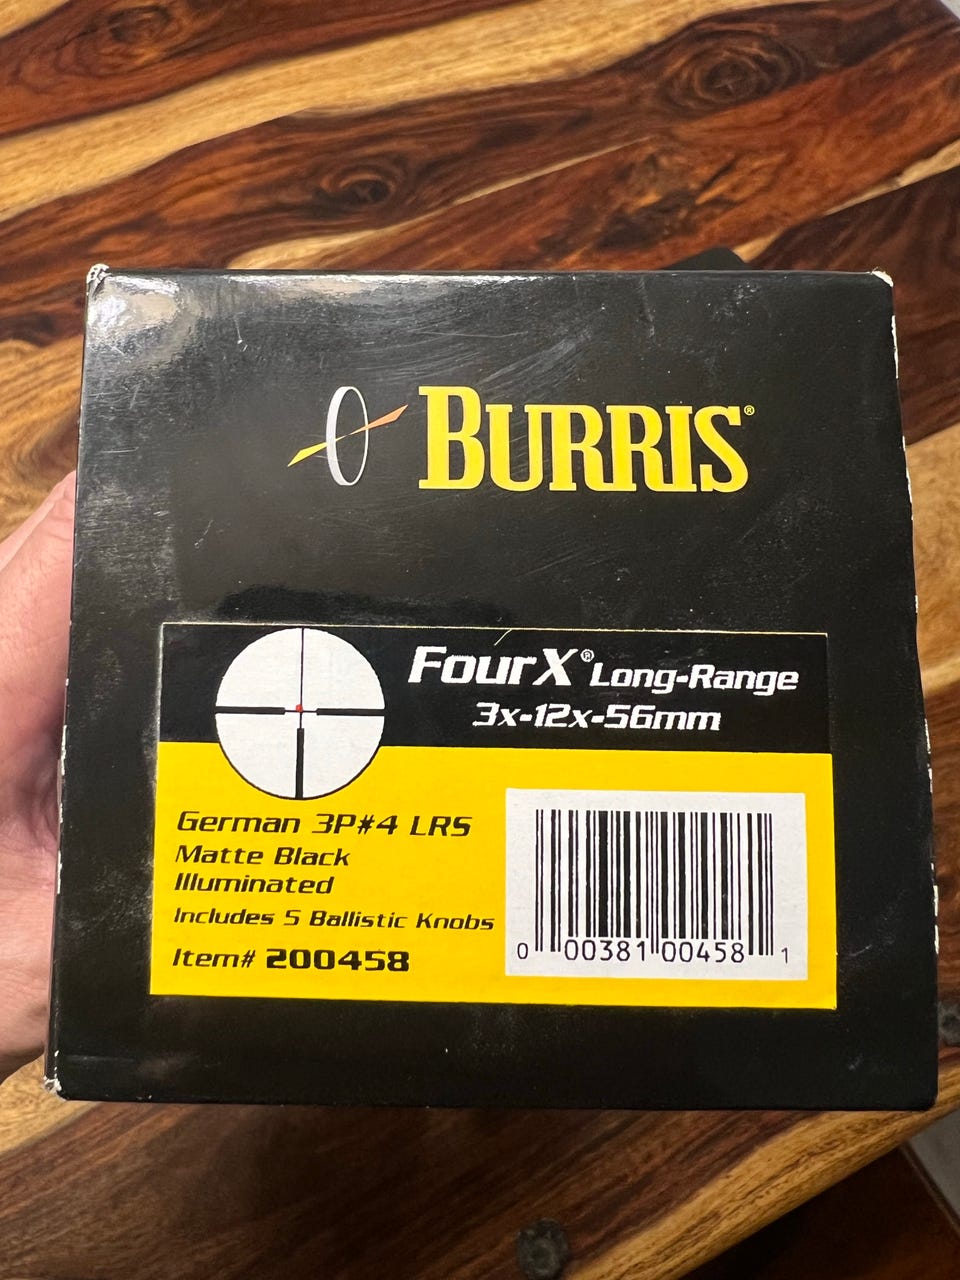 BURRIS®
FourX® Long-Range
3x-12x-56mm
German 3P#4 LRS
Matte Black
Illuminated
Includes 5 Ballistic Knobs
Item# 200458
0 00381 00458 1